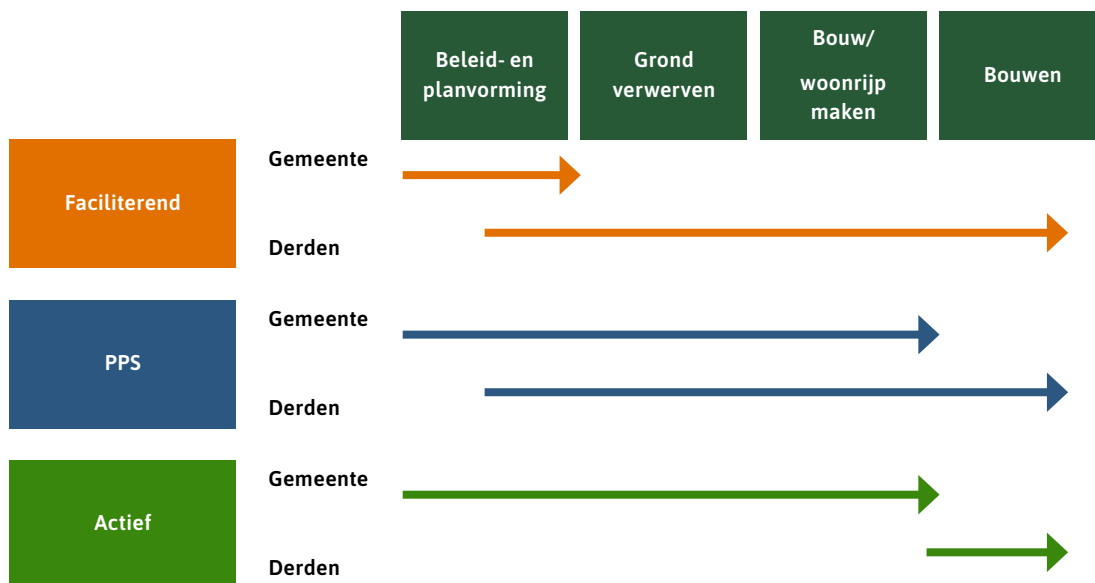 Beleid- en
planvorming
Grond
verwerven
Bouw/
woonrijp
maken
Bouwen
Faciliterend
Gemeente
Derden
PPS
Gemeente
Derden
Actief
Gemeente
Derden